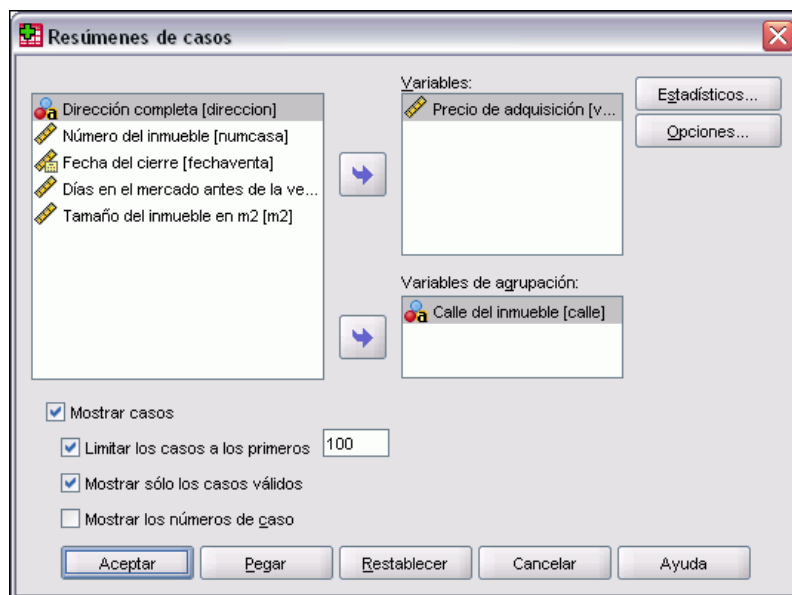 Resúmenes de casos
Dirección completa [direccion]
Número del inmueble [numcasa]
Fecha del cierre [fechaventa]
Días en el mercado antes de la ve...
Tamaño del inmueble en m2 [m2]
Variables:
Precio de adquisición [v...
Variables de agrupación:
Calle del inmueble [calle]
Estadísticos...
Opciones...
Mostrar casos
Limitar los casos a los primeros 100
Mostrar sólo los casos válidos
Mostrar los números de caso
Aceptar Pegar Restablecer Cancelar Ayuda